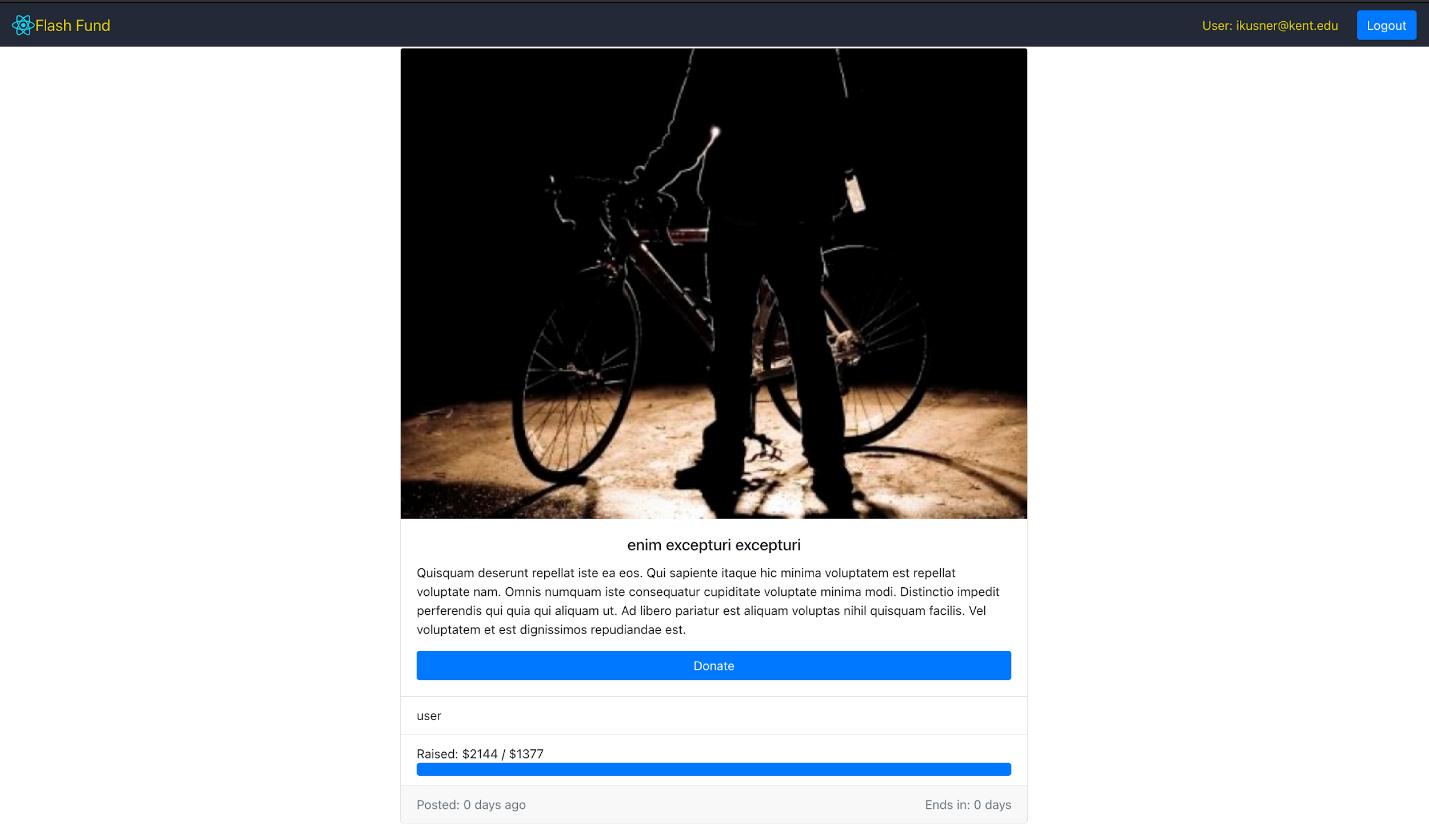 Flash Fund
User: ikusner@kent.edu
Logout
enim excepturi excepturi
Quisquam deserunt repellat iste ea eos. Qui sapiente itaque hic minima voluptatem est repellat
voluptate nam. Omnis numquam iste consequatur cupiditate voluptate minima modi. Distinctio impedit
perferendis qui quia qui aliquam ut. Ad libero pariatur est aliquam voluptas nihil quisquam facilis. Vel
voluptatem et est dignissimos repudiandae est.
Donate
user
Raised: $2144 / $1377
Posted: 0 days ago
Ends in: 0 days